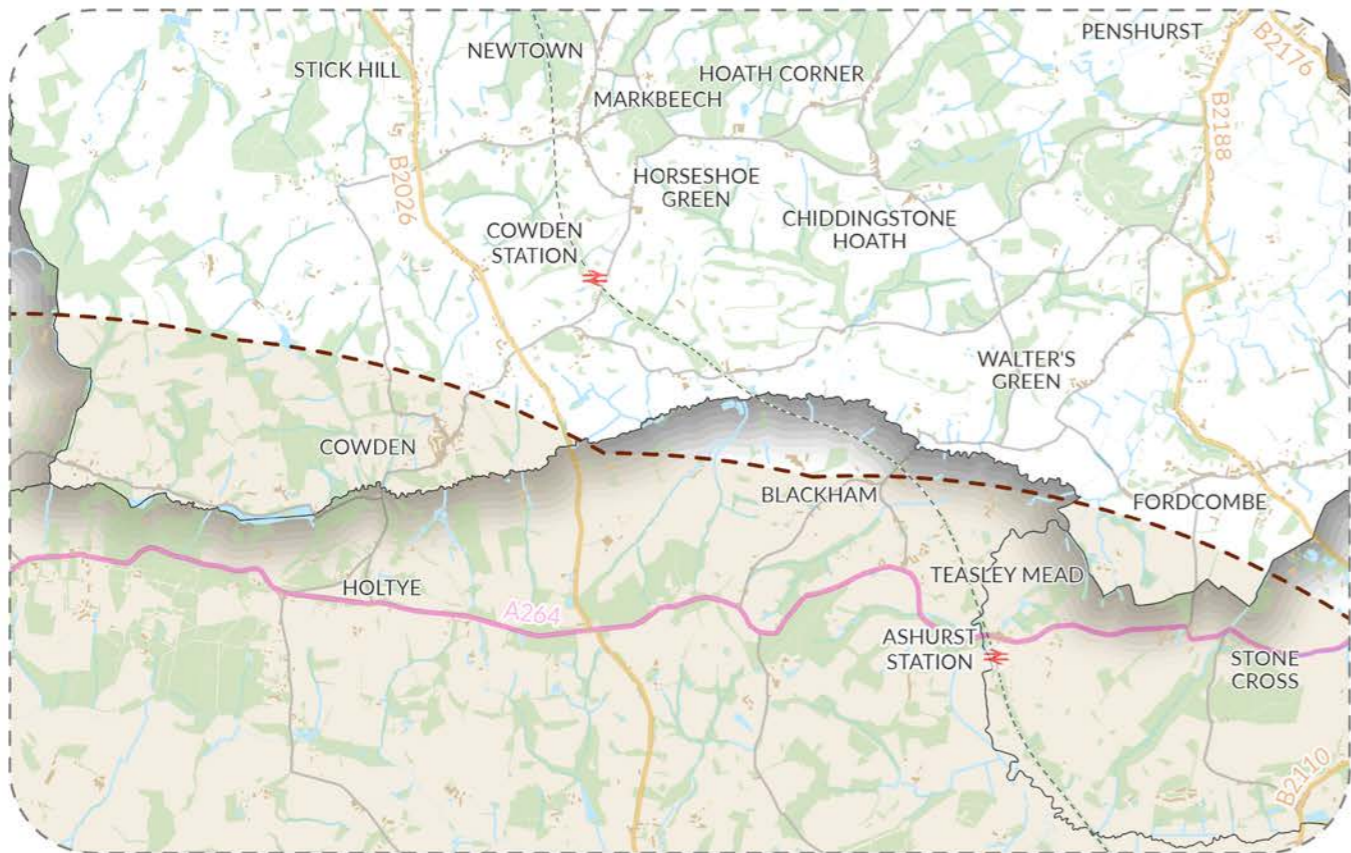 NEWTOWN
PENSHURST
B2176
STICK HILL
HOATH CORNER
MARKBEECH
B2188
B2026
HORSESHOE
GREEN
CHIDDINGSTONE
HOATH
COWDEN
STATION
WALTER'S
GREEN
COWDEN
BLACKHAM
FORDCOMBE
HOLTYE
TEASLEY MEAD
A264
ASHURST
STATION
STONE
CROSS
B2110